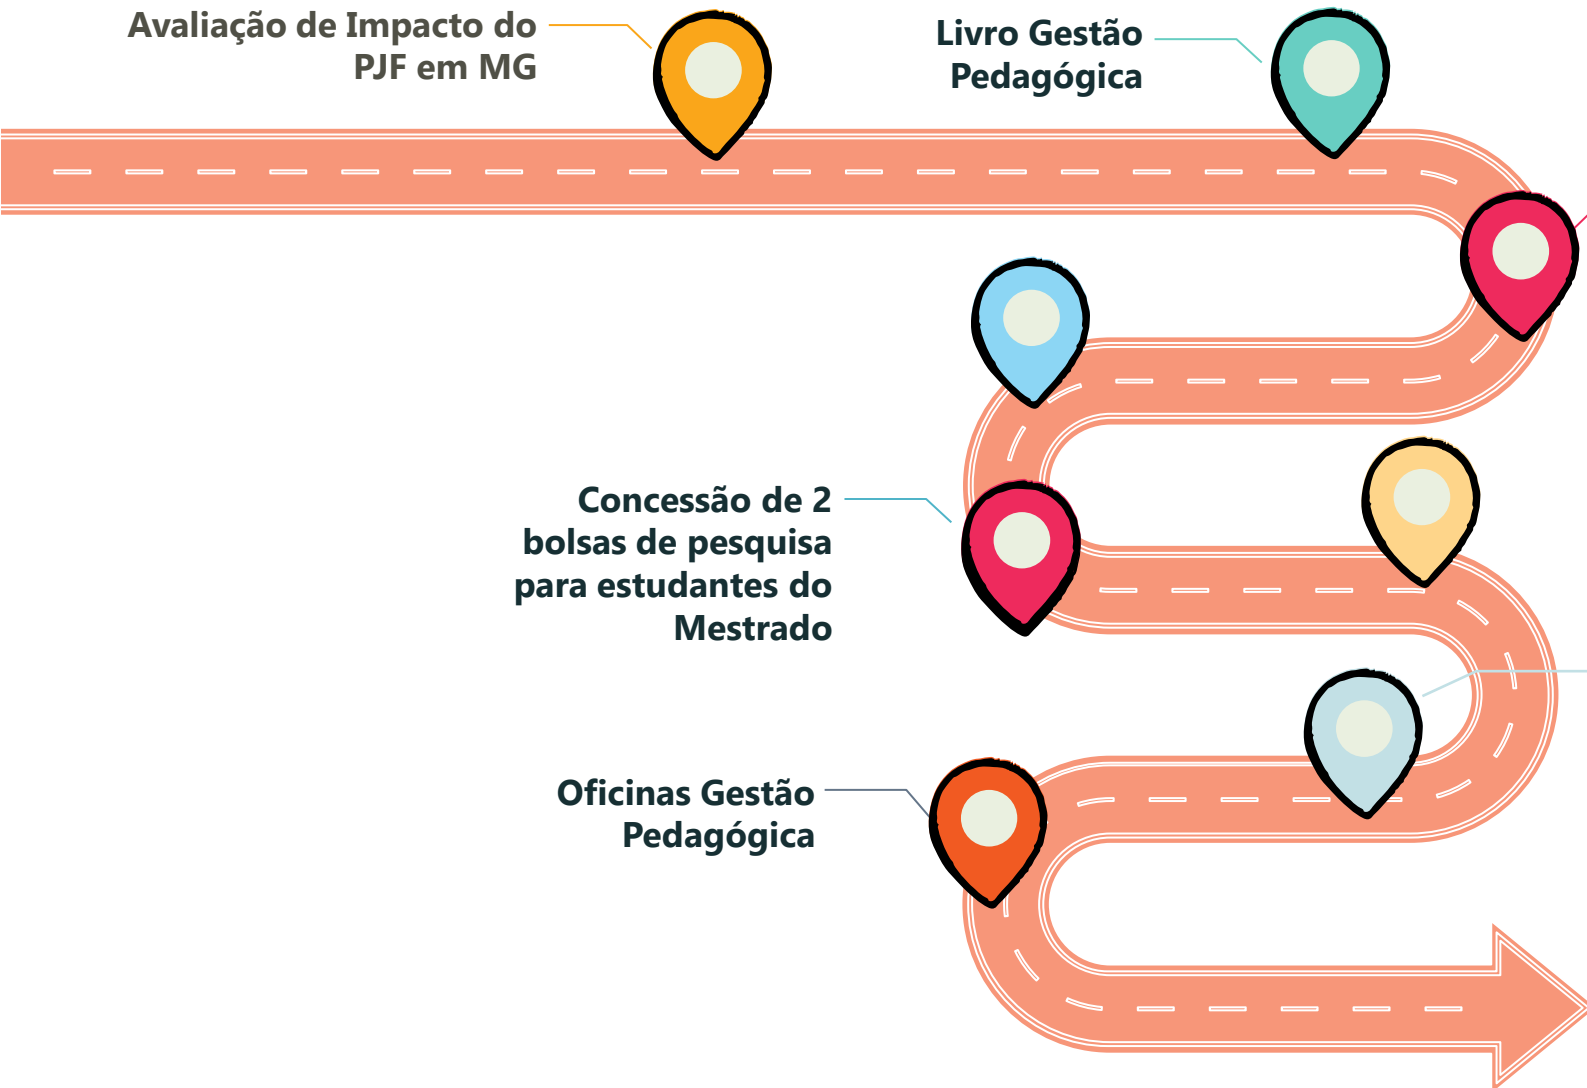 Avaliação de Impacto do
PJF em MG
Livro Gestão
Pedagógica
Concessão de 2
bolsas de pesquisa
para estudantes do
Mestrado
Oficinas Gestão
Pedagógica